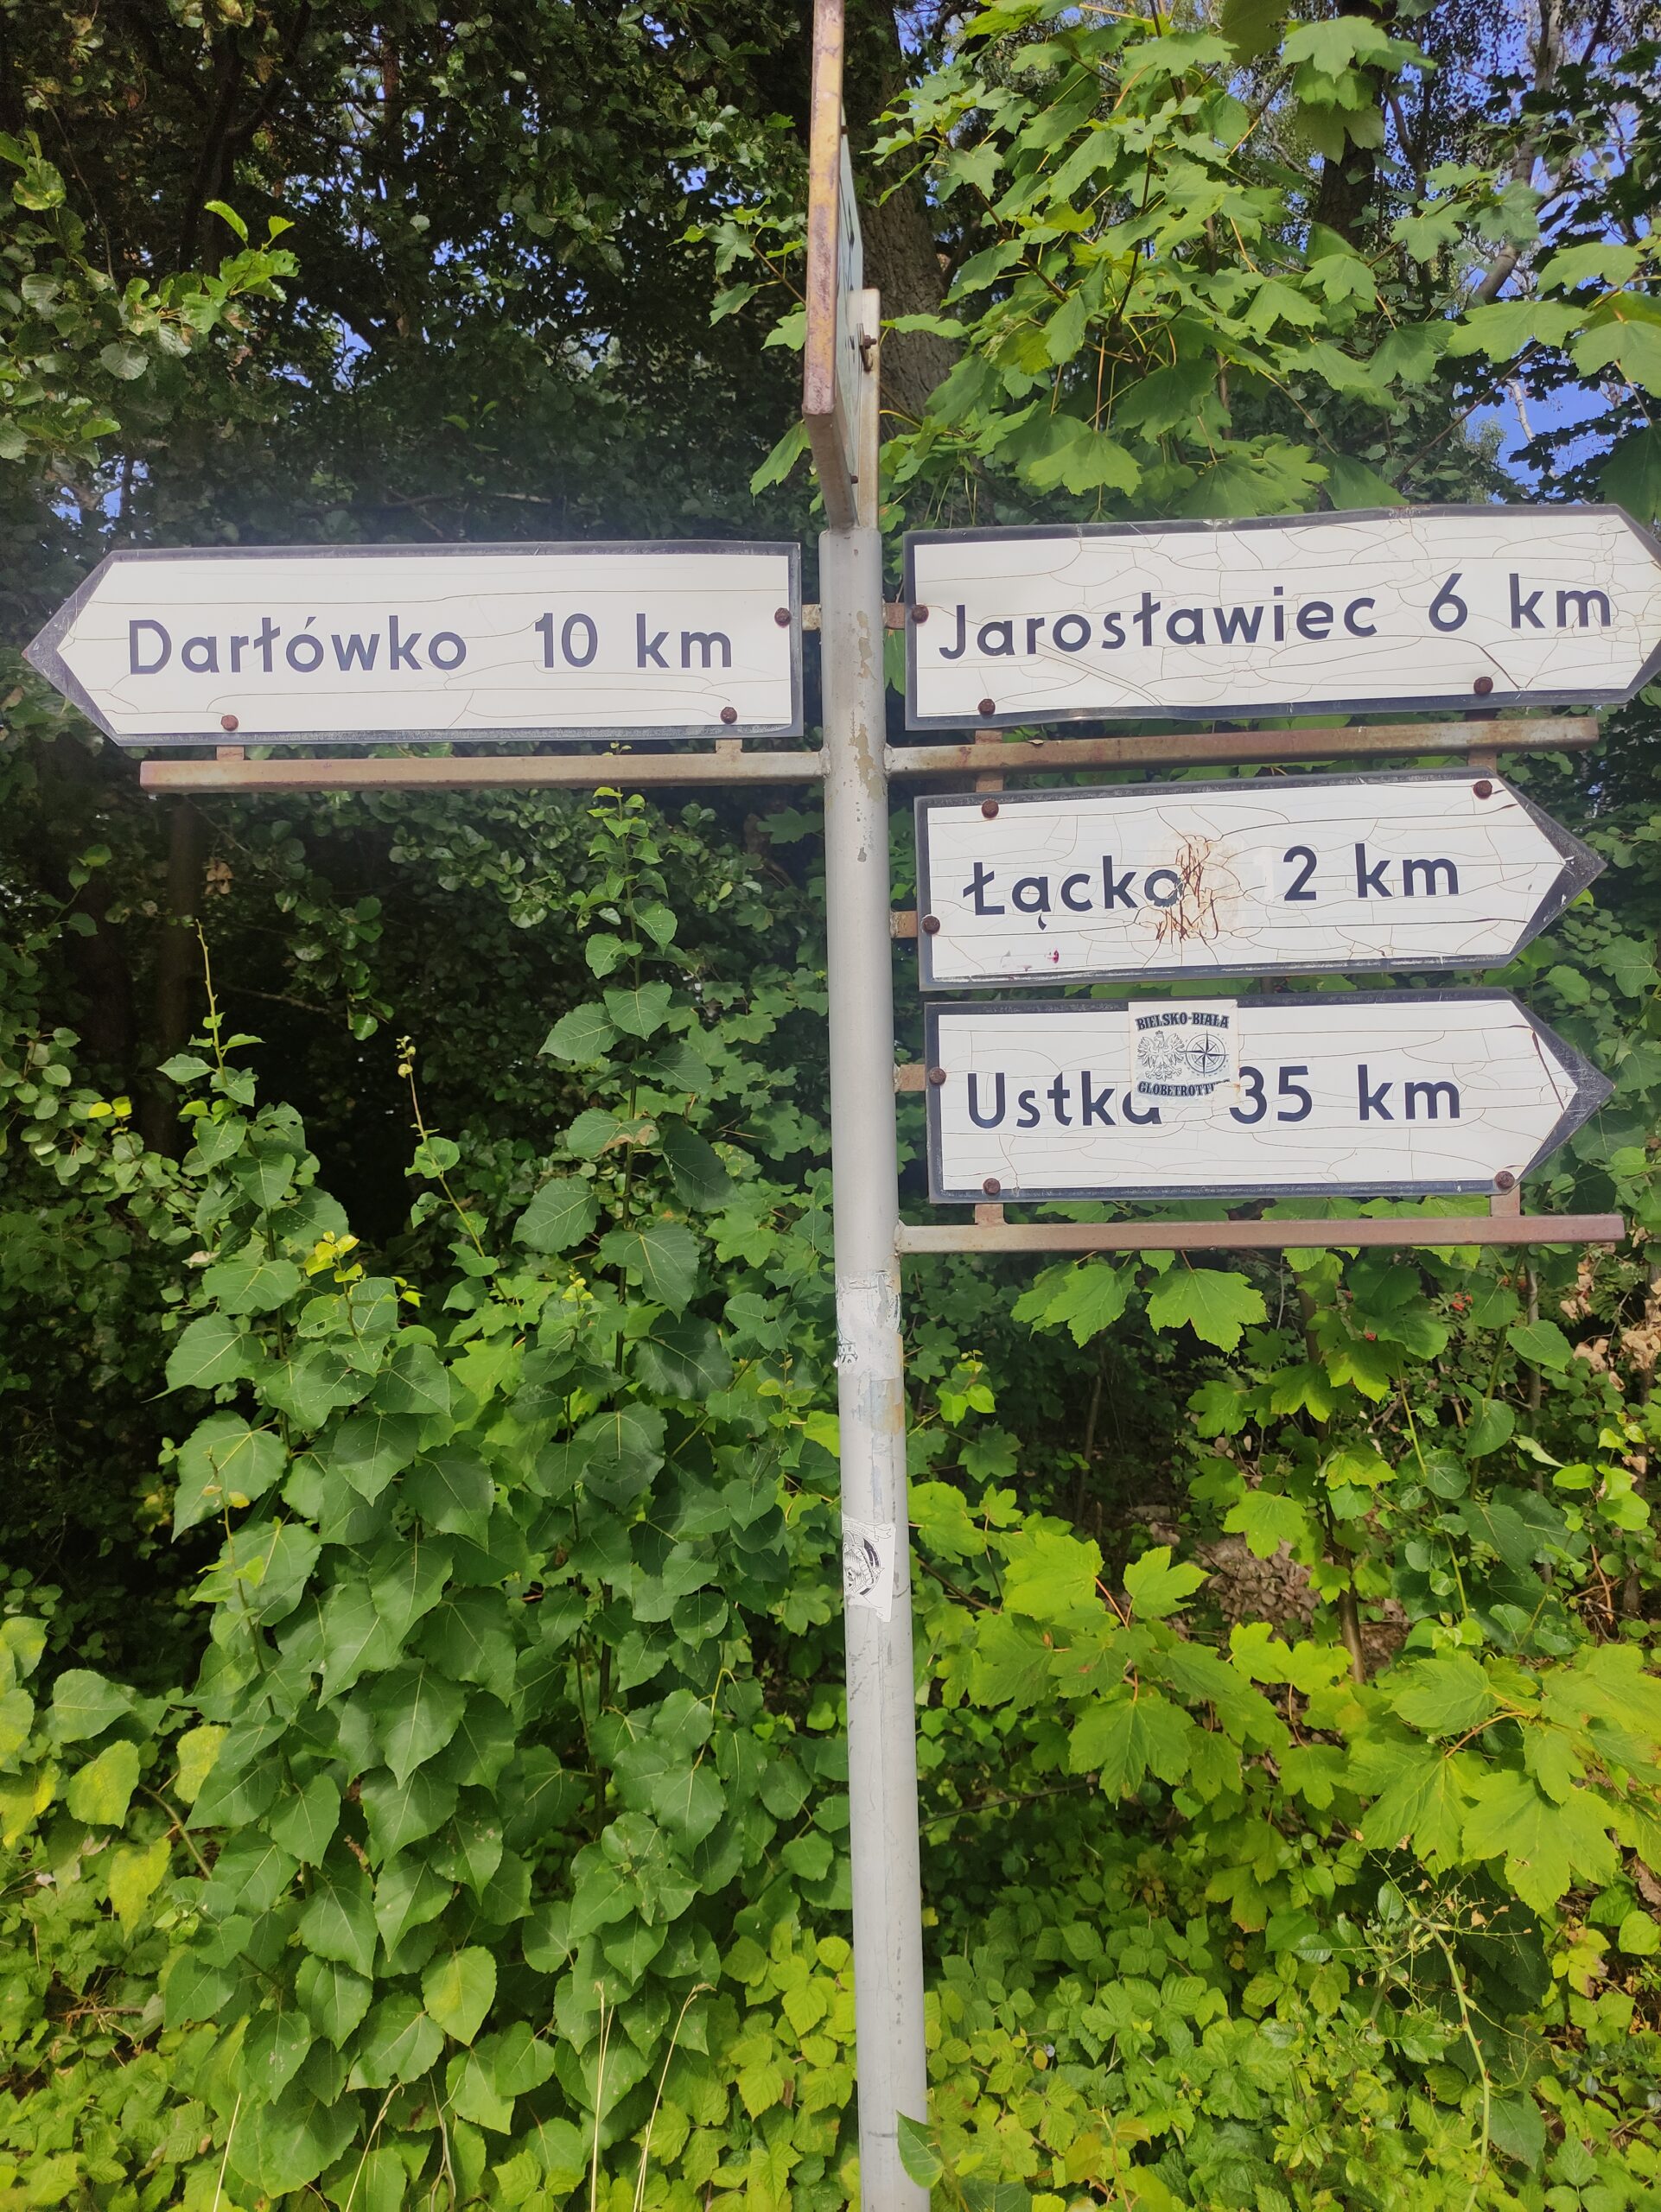 Darłówko 10 km
Jarosławiec 6 km
Łącko 2 km
BIELSKO-BIAŁA
Ustka 35 km